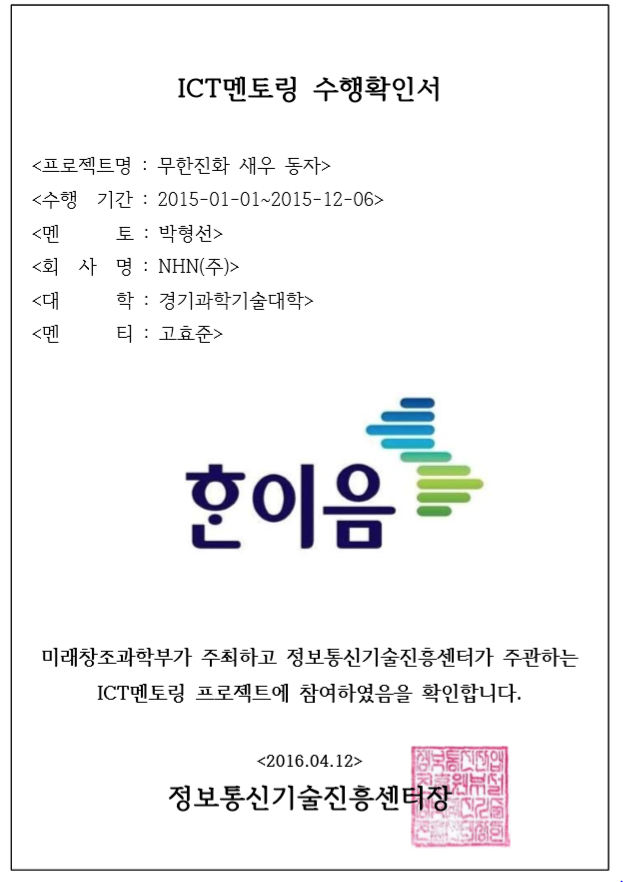 ICT멘토링 수행확인서
<프로젝트명 : 무한진화 새우 동자>
<수행 기간 : 2015-01-01~2015-12-06>
<멘 토 : 박형선>
<회 사 명 : NHN(주)>
<대 학 : 경기과학기술대학>
<멘 티 : 고효준>
한이음
미래창조과학부가 주최하고 정보통신기술진흥센터가 주관하는
ICT멘토링 프로젝트에 참여하였음을 확인합니다.
<2016.04.12>
정보통신기술진흥센터장